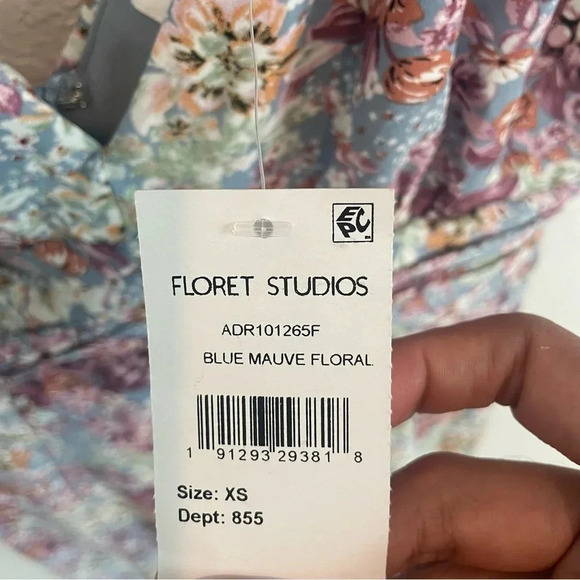 EPC
FLORET STUDIOS
ADR101265F
BLUE MAUVE FLORAL
1 91293 29381 8
Size: XS
Dept: 855